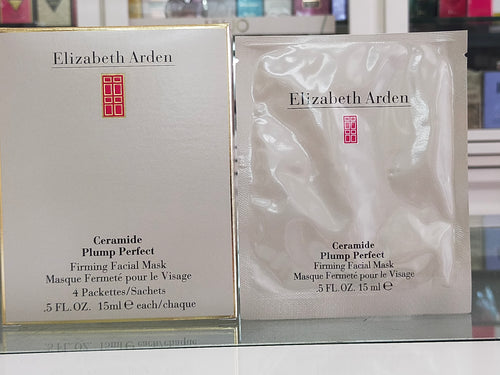 Elizabeth Arden
Ceramide
Plump Perfect
Firming Facial Mask
Masque Fermeté pour le Visage
4 Packettes/Sachets
.5 FL.OZ. 15ml ℮ each/chaque
Elizabeth Arden
Ceramide
Plump Perfect
Firming Facial Mask
Masque Fermeté pour le Visage
.5 FL.OZ. 15 ml ℮